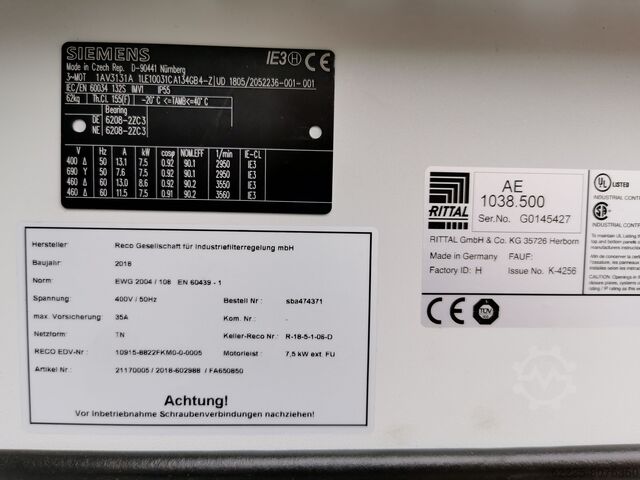 SIEMENS IE3 CE
Made in Czech Rep. D-90441 Nürnberg
3-MOT 1AV3131A 1LE10031CA134GB4-Z UD 1805/2052236-001-001
IEC/EN 60034 132S IMV1 IP55
62kg Th.CL.155(F) -20°C <=TAMB<=40°C
Bearing
DE 6208-2ZC3
NE 6208-2ZC3
V Hz A kW cosφ NOM.EFF 1/min IE-CL
400 Δ 50 13.1 7.5 0.92 90.1 2950 IE3
690 Y 50 7.6 7.5 0.92 90.1 2950 IE3
460 Δ 60 13.0 8.6 0.92 90.2 3550 IE3
460 Δ 60 11.5 7.5 0.91 90.2 3560 IE3
Hersteller Reco Gesellschaft für Industriefilterregelung mbH
Baujahr 2018
Norm EWG 2004 / 108 EN 60439 - 1
Spannung 400V / 50Hz Bestell Nr : sba474371
max. Vorsicherung 35A Kom. Nr : -
Netzform: TN Keller-Reco Nr : R-18-5-1-06-D
RECO EDV-Nr : 10915-8822FKM0-0-0005 Motorleist : 7,5 kW ext. FU
Artikel Nr : 21170005 / 2018-602988 / FA650850
Achtung!
Vor Inbetriebnahme Schraubenverbindungen nachziehen!
RITTAL
AE
1038.500
Ser.No. G0145427
RITTAL GmbH & Co. KG 35726 Herborn
Made in Germany FAUF:
Factory ID: H Issue No. K-4256
CE TÜV
UL LISTED
INDUSTRIAL CONTR